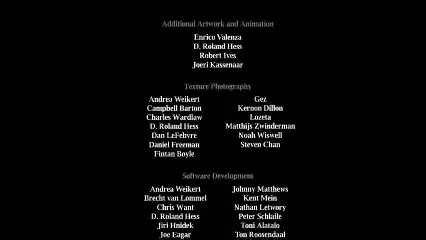 Additional Artwork and Animation
Enrico Valenza
D. Roland Hess
Robert Ives
Joeri Kassenaar
Texture Photography
Andrea Weikert Gez
Campbell Barton Kernon Dillon
Charles Wardlaw Lozeta
D. Roland Hess Matthijs Zwinderman
Dan LeFebvre Noah Wiswell
Daniel Freeman Steven Chan
Fintan Boyle
Software Development
Andrea Weikert Johnny Matthews
Brecht van Lommel Kent Mein
Chris Want Nathan Letwory
D. Roland Hess Peter Schlaile
Jiri Hnidek Toni Alatalo
Joe Eagar Ton Roosendaal